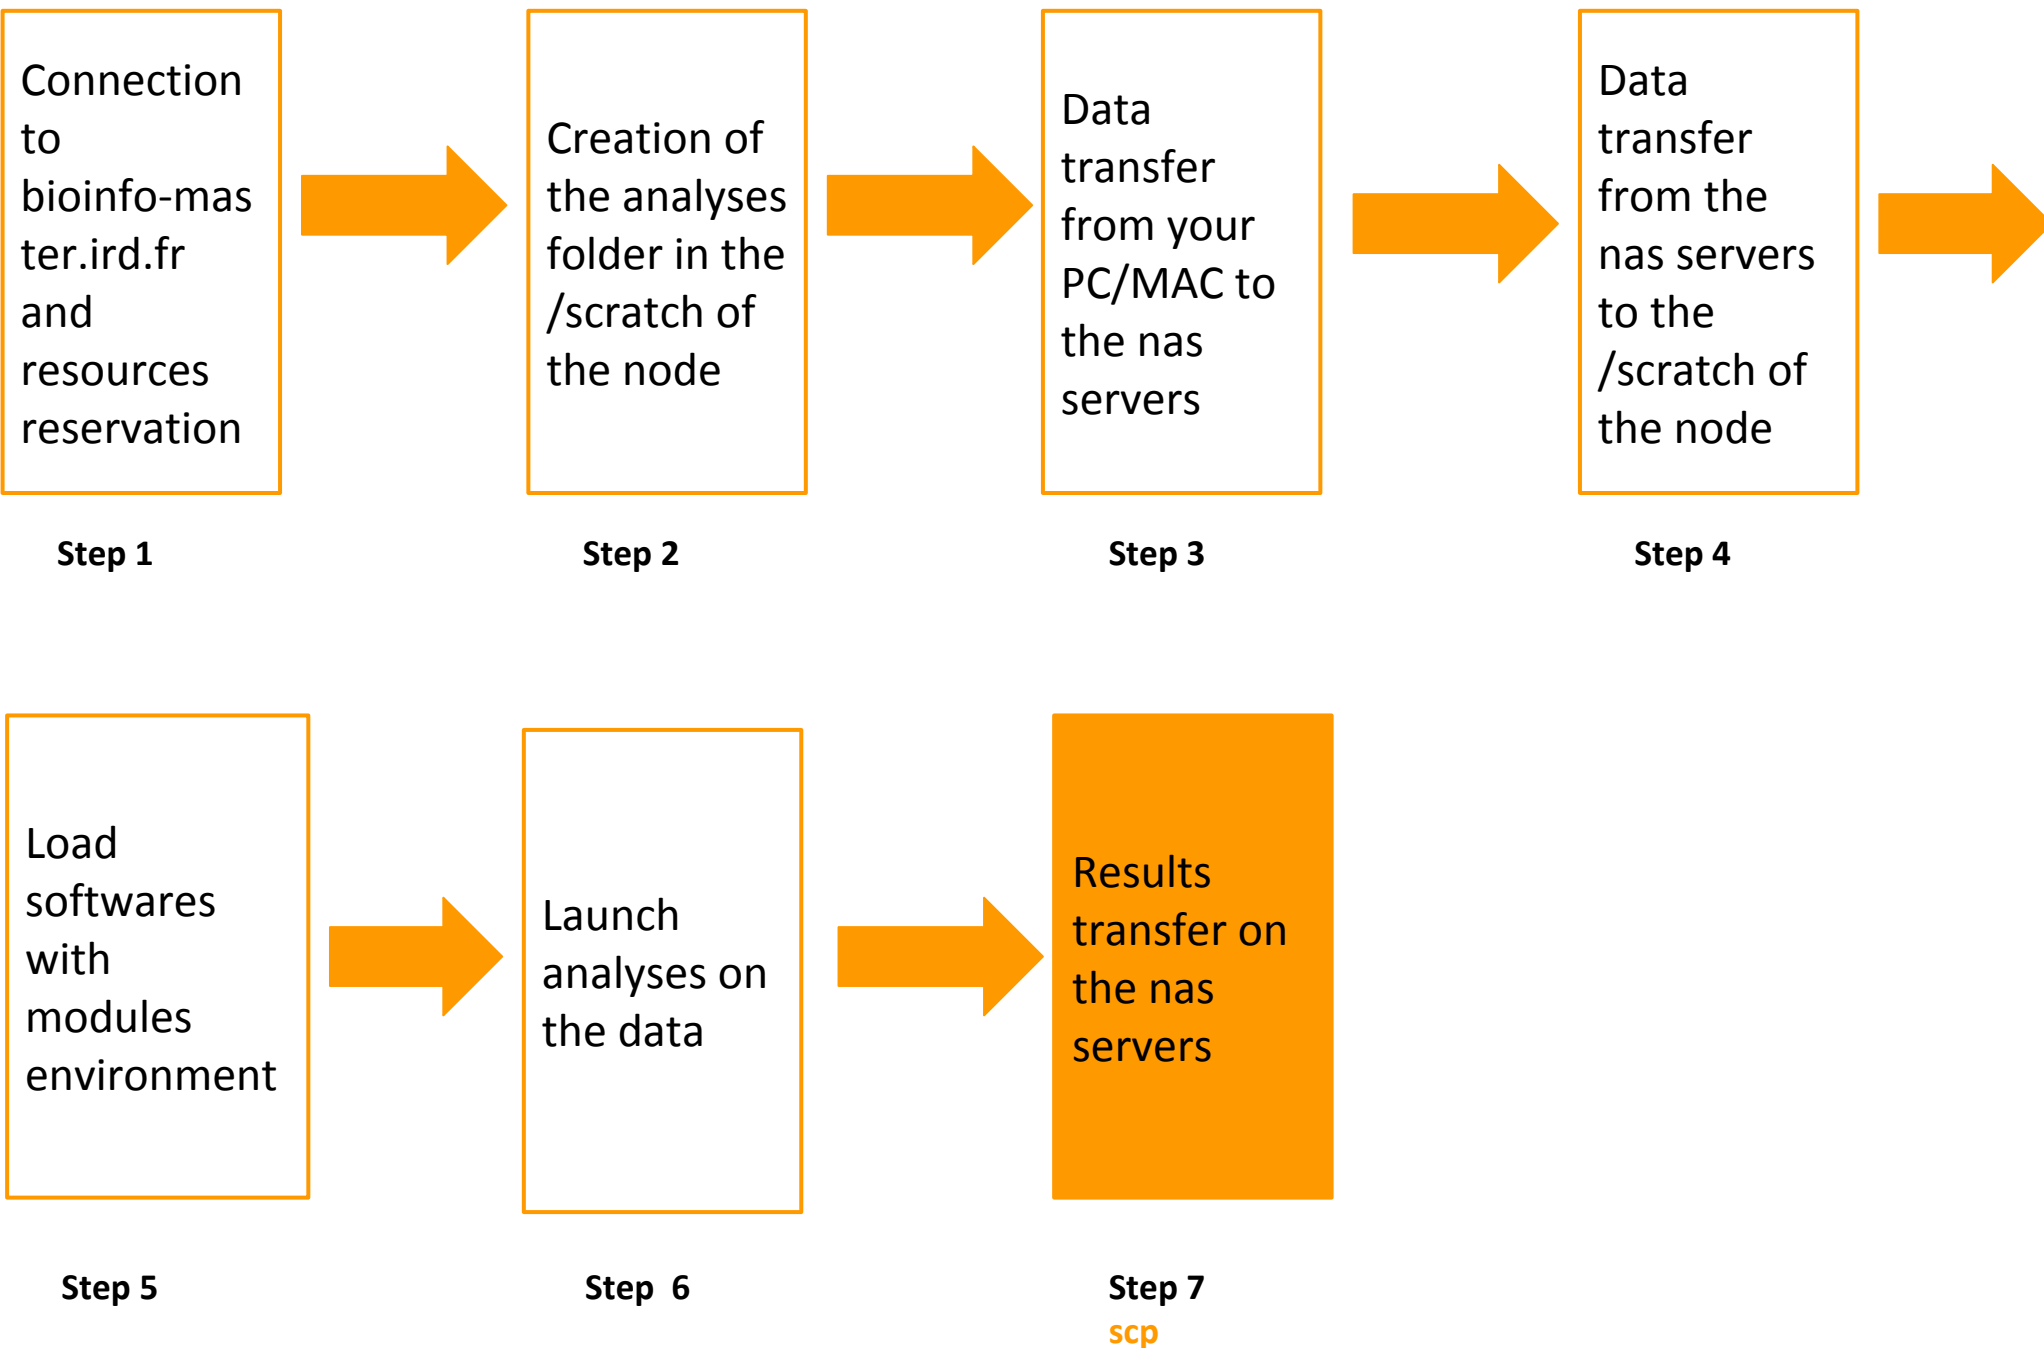 Connection
to
bioinfo-mas
ter.ird.fr
and
resources
reservation
Step 1
Creation of
the analyses
folder in the
/scratch of
the node
Step 2
Data
transfer
from your
PC/MAC to
the nas
servers
Step 3
Data
transfer
from the
nas servers
to the
/scratch of
the node
Step 4
Load
softwares
with
modules
environment
Step 5
Launch
analyses on
the data
Step  6
Results
transfer on
the nas
servers
Step 7
scp